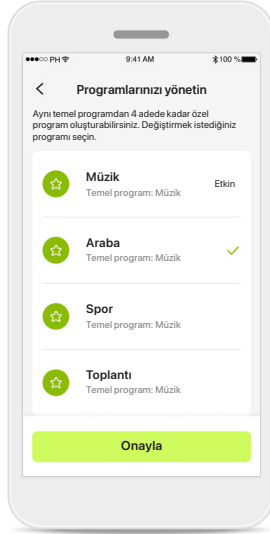 PH 9:41 AM 100 %
Programlarınızı yönetin
Aynı temel programdan 4 adede kadar özel
program oluşturabilirsiniz. Değiştirmek istediğiniz
programı seçin.
Müzik
Temel program: Müzik
Etkin
Araba
Temel program: Müzik
Spor
Temel program: Müzik
Toplantı
Temel program: Müzik
Onayla